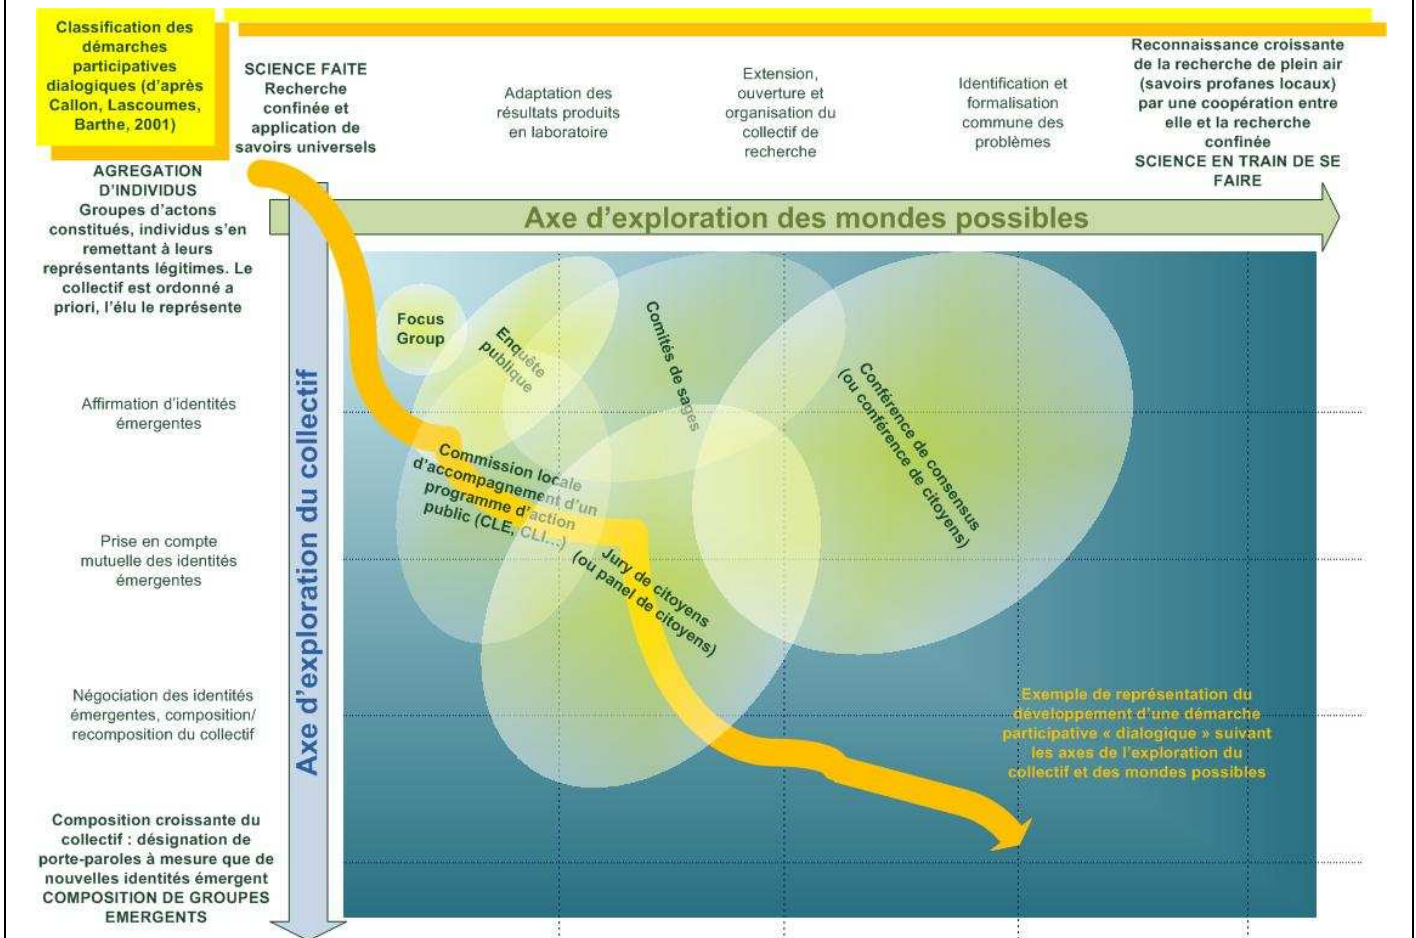 Classification des
démarches
participatives
dialogiques (d'après
Callon, Lascoumes,
Barthe, 2001)
SCIENCE FAITE
Recherche
confinée et
application de
savoirs universels
Adaptation des
résultats produits
en laboratoire
Extension,
ouverture et
organisation du
collectif de
recherche
Identification et
formalisation
commune des
problèmes
Reconnaissance croissante
de la recherche de plein air
(savoirs profanes locaux)
par une coopération entre
elle et la recherche
confinée
SCIENCE EN TRAIN DE SE
FAIRE
Axe d'exploration des mondes possibles
AGREGATION
D'INDIVIDUS
Groupes d'actons
constitués, individus s'en
remettant à leurs
représentants légitimes. Le
collectif est ordonné a
priori, l'élu le représente
Affirmation d'identités
émergentes
Prise en compte
mutuelle des identités
émergentes
Négociation des identités
émergentes, composition/
recomposition du collectif
Composition croissante du
collectif : désignation de
porte-paroles à mesure que de
nouvelles identités émergent
COMPOSITION DE GROUPES
EMERGENTS
Axe d'exploration du collectif
Focus
Group
Enquête
publique
Comités de sages
Conférence de consensus
(ou conférence de citoyens)
Commission locale
d'accompagnement d'un
programme d'action
public (CLE, CLI...)
Jury de citoyens
(ou panel de citoyens)
Exemple de représentation du
développement d'une démarche
participative « dialogique » suivant
les axes de l'exploration du
collectif et des mondes possibles